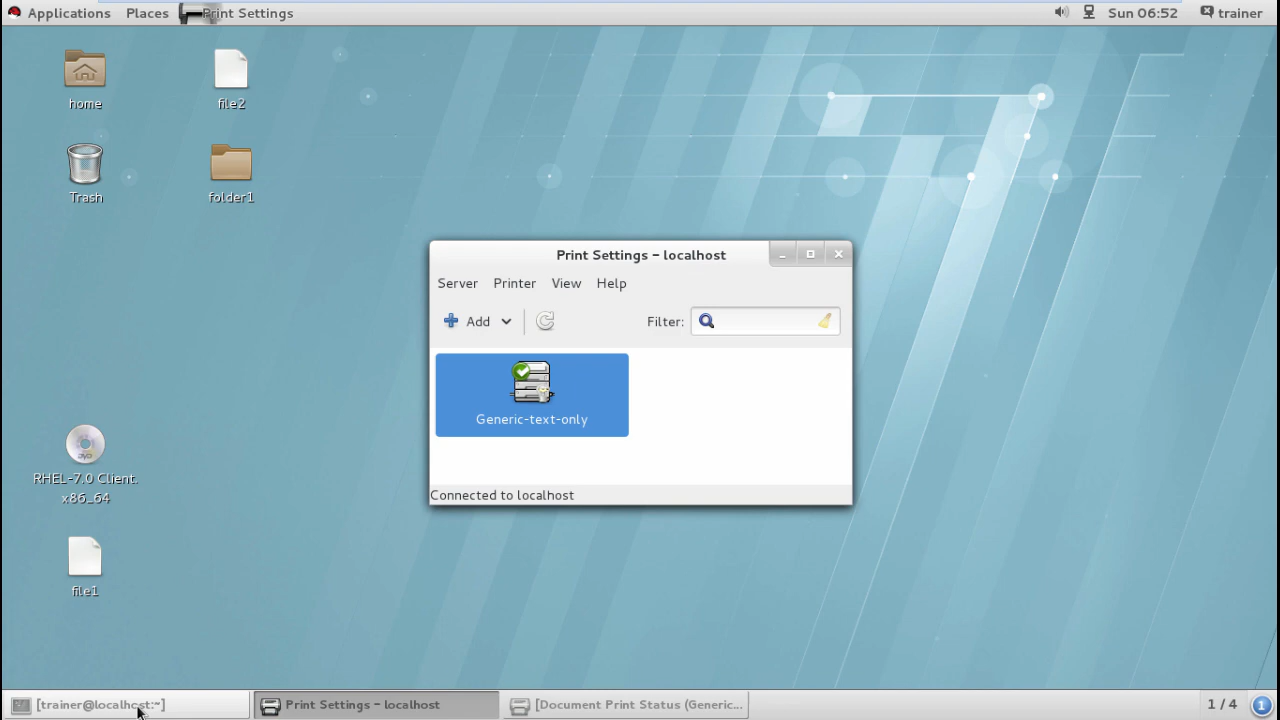 Applications Places Print Settings Sun 06:52 trainer
home
file2
Trash
folder1
Print Settings – localhost
Server Printer View Help
Add Filter:
Generic-text-only
Connected to localhost
RHEL-7.0 Client.
x86_64
file1
[trainer@localhost:~] Print Settings – localhost [Document Print Status (Generic... 1 / 4 1